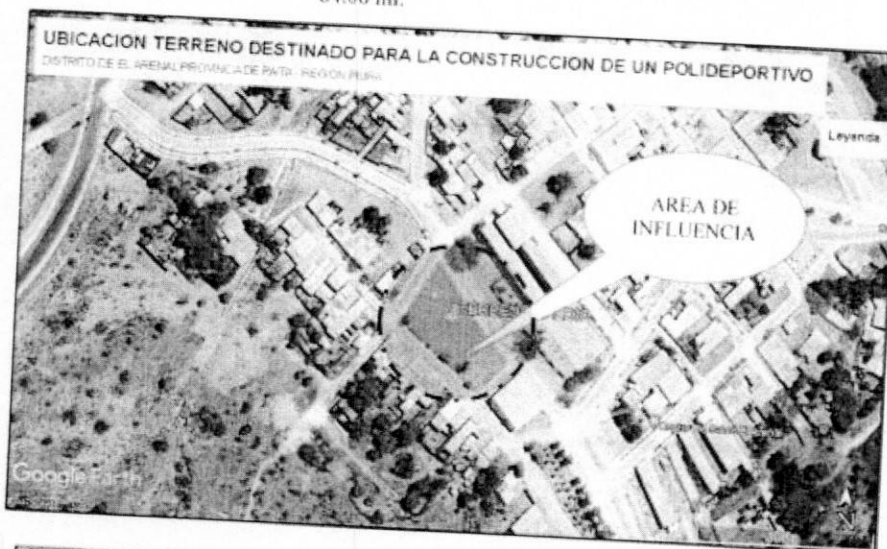 UBICACION TERRENO DESTINADO PARA LA CONSTRUCCION DE UN POLIDEPORTIVO
DISTRITO DE EL ARENAL PROVINCIA DE PAITA - REGION PIURA
Leyenda
AREA DE
INFLUENCIA
Google Earth
N